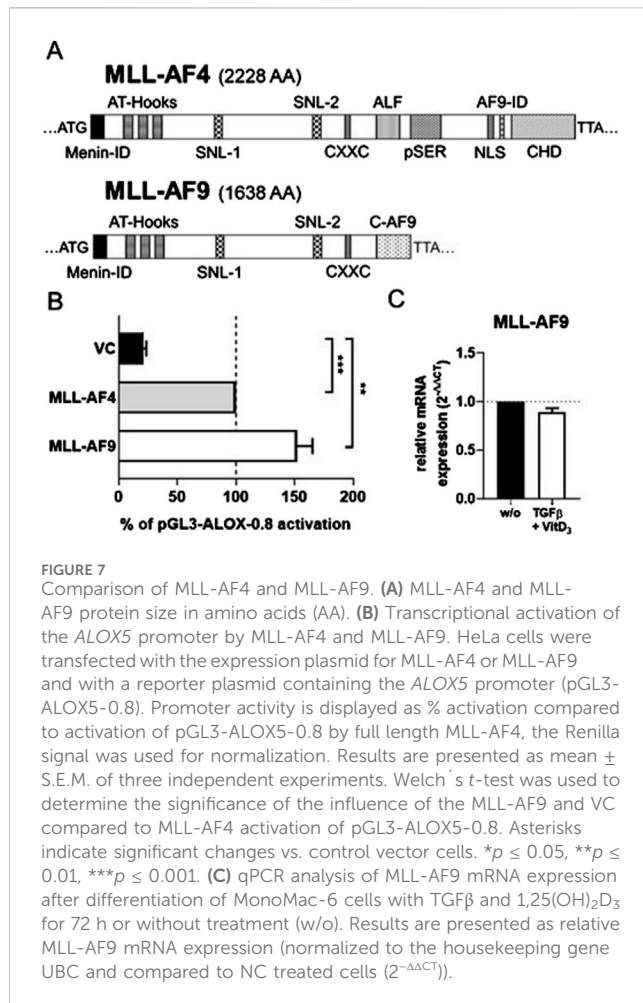 A
MLL-AF4 (2228 AA)
AT-Hooks SNL-2 ALF AF9-ID
...ATG TTA...
Menin-ID SNL-1 CXXC pSER NLS CHD
MLL-AF9 (1638 AA)
AT-Hooks SNL-2 C-AF9
...ATG TTA...
Menin-ID SNL-1 CXXC
B
VC
MLL-AF4
MLL-AF9
***
**
0 50 100 150 200
% of pGL3-ALOX-0.8 activation
C
MLL-AF9
relative mRNA
expression (2^-ΔΔCT)
1.5
1.0
0.5
0.0
w/o TGFβ
+ VitD₃
FIGURE 7
Comparison of MLL-AF4 and MLL-AF9. (A) MLL-AF4 and MLL-
AF9 protein size in amino acids (AA). (B) Transcriptional activation of
the ALOX5 promoter by MLL-AF4 and MLL-AF9. HeLa cells were
transfected with the expression plasmid for MLL-AF4 or MLL-AF9
and with a reporter plasmid containing the ALOX5 promoter (pGL3-
ALOX5-0.8). Promoter activity is displayed as % activation compared
to activation of pGL3-ALOX5-0.8 by full length MLL-AF4, the Renilla
signal was used for normalization. Results are presented as mean ±
S.E.M. of three independent experiments. Welch´s t-test was used to
determine the significance of the influence of the MLL-AF9 and VC
compared to MLL-AF4 activation of pGL3-ALOX5-0.8. Asterisks
indicate significant changes vs. control vector cells. *p ≤ 0.05, **p ≤
0.01, ***p ≤ 0.001. (C) qPCR analysis of MLL-AF9 mRNA expression
after differentiation of MonoMac-6 cells with TGFβ and 1,25(OH)₂D₃
for 72 h or without treatment (w/o). Results are presented as relative
MLL-AF9 mRNA expression (normalized to the housekeeping gene
UBC and compared to NC treated cells (2^−ΔΔCT)).